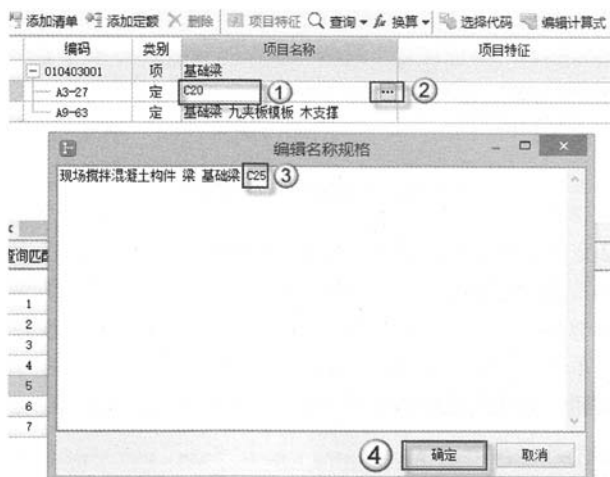 添加清单 添加定额 删除 项目特征 查询 fx 换算 选择代码 编辑计算式
编码 类别 项目名称 项目特征
010403001 项 基础梁
A3-27 定 C20 ① ··· ②
A9-63 定 基础梁 九夹板模板 木支撑
编辑名称规格
现场搅拌混凝土构件 梁 基础梁 C25 ③
查询匹配
1
2
3
4
5
6
7
④ 确定 取消